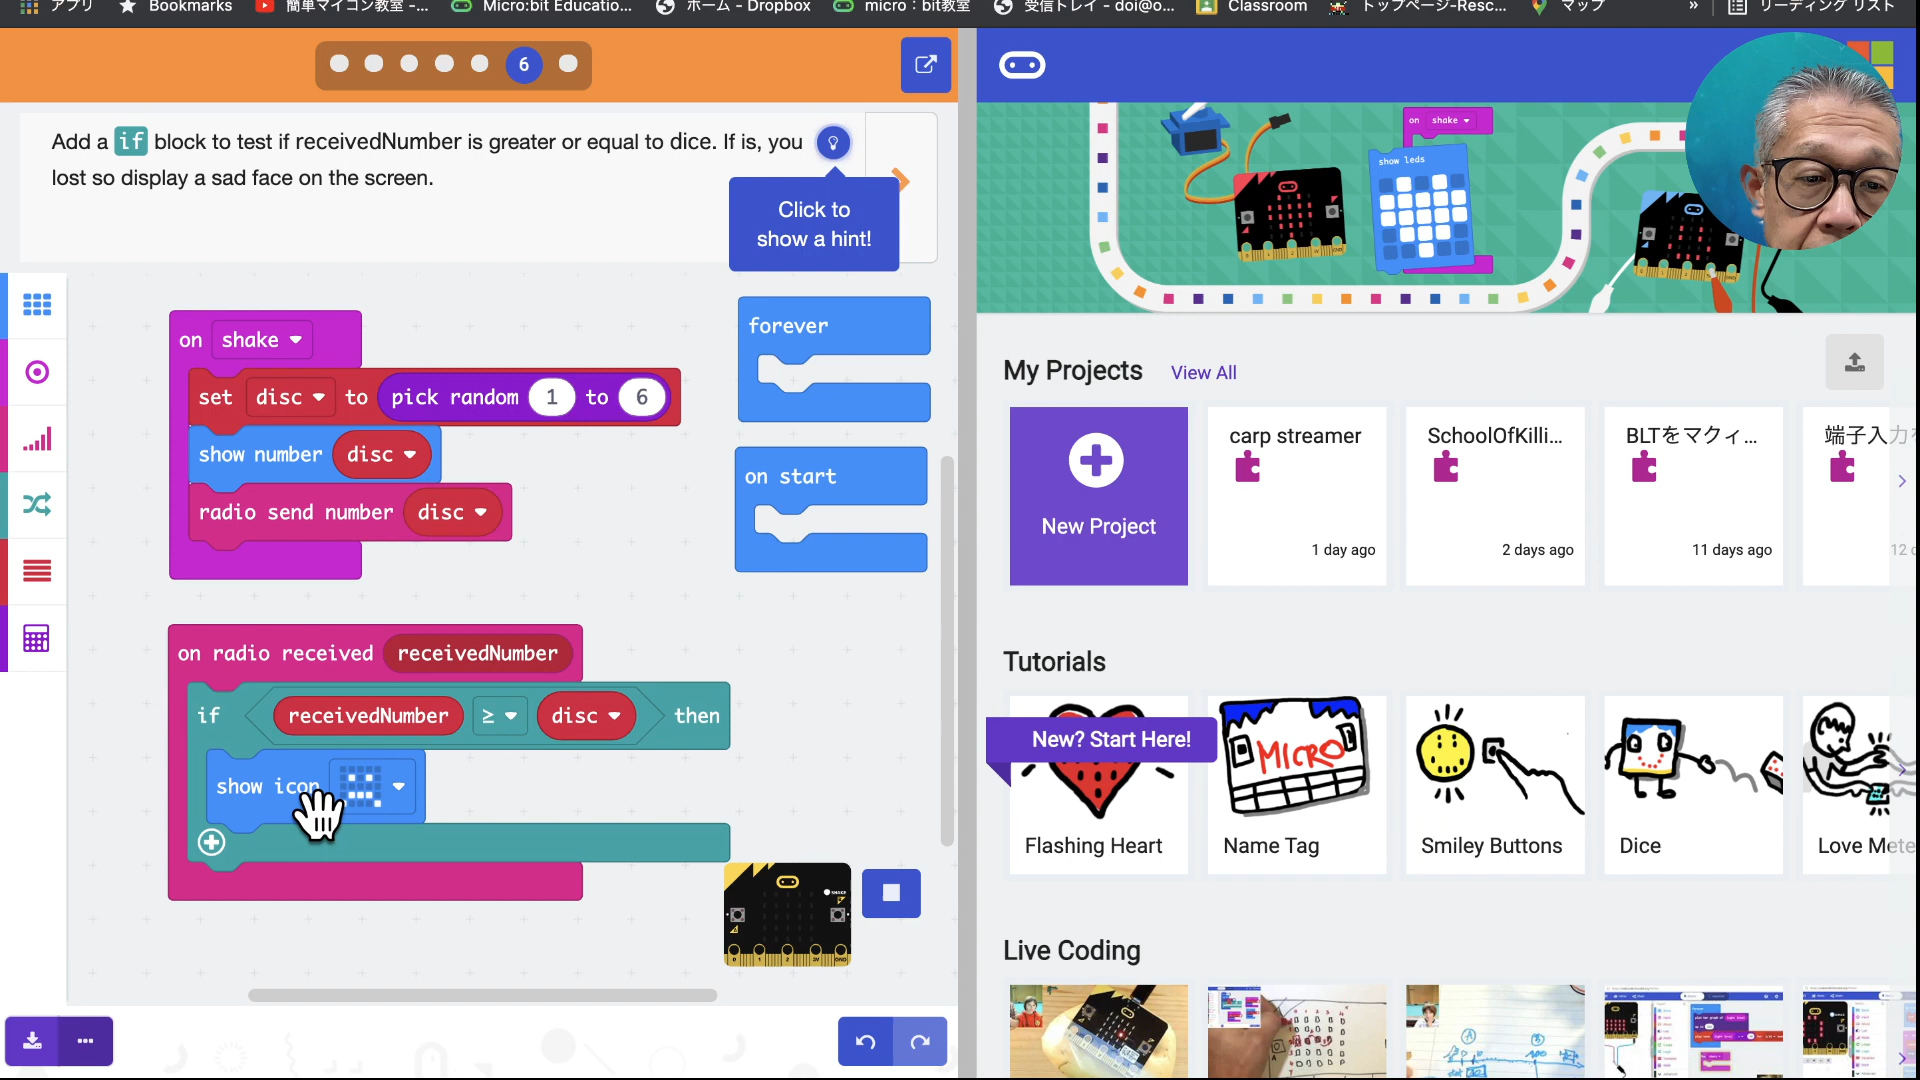 アプリ
Bookmarks
簡単マイコン教室 -...
Micro:bit Educatio...
ホーム - Dropbox
micro：bit教室
受信トレイ - doi@o...
Classroom
トップページ-Resc...
マップ
»
リーディング リスト
6
Add a if block to test if receivedNumber is greater or equal to dice. If is, you
lost so display a sad face on the screen.
Click to
show a hint!
on shake
set disc to pick random 1 to 6
show number disc
radio send number disc
forever
on start
on radio received receivedNumber
if receivedNumber ≥ disc then
show icon
on shake
show leds
My Projects
View All
New Project
carp streamer
1 day ago
SchoolOfKilli...
2 days ago
BLTをマクィ...
11 days ago
端子入力
12
Tutorials
New? Start Here!
Flashing Heart
MICRO
Name Tag
Smiley Buttons
Dice
Love Mete
Live Coding